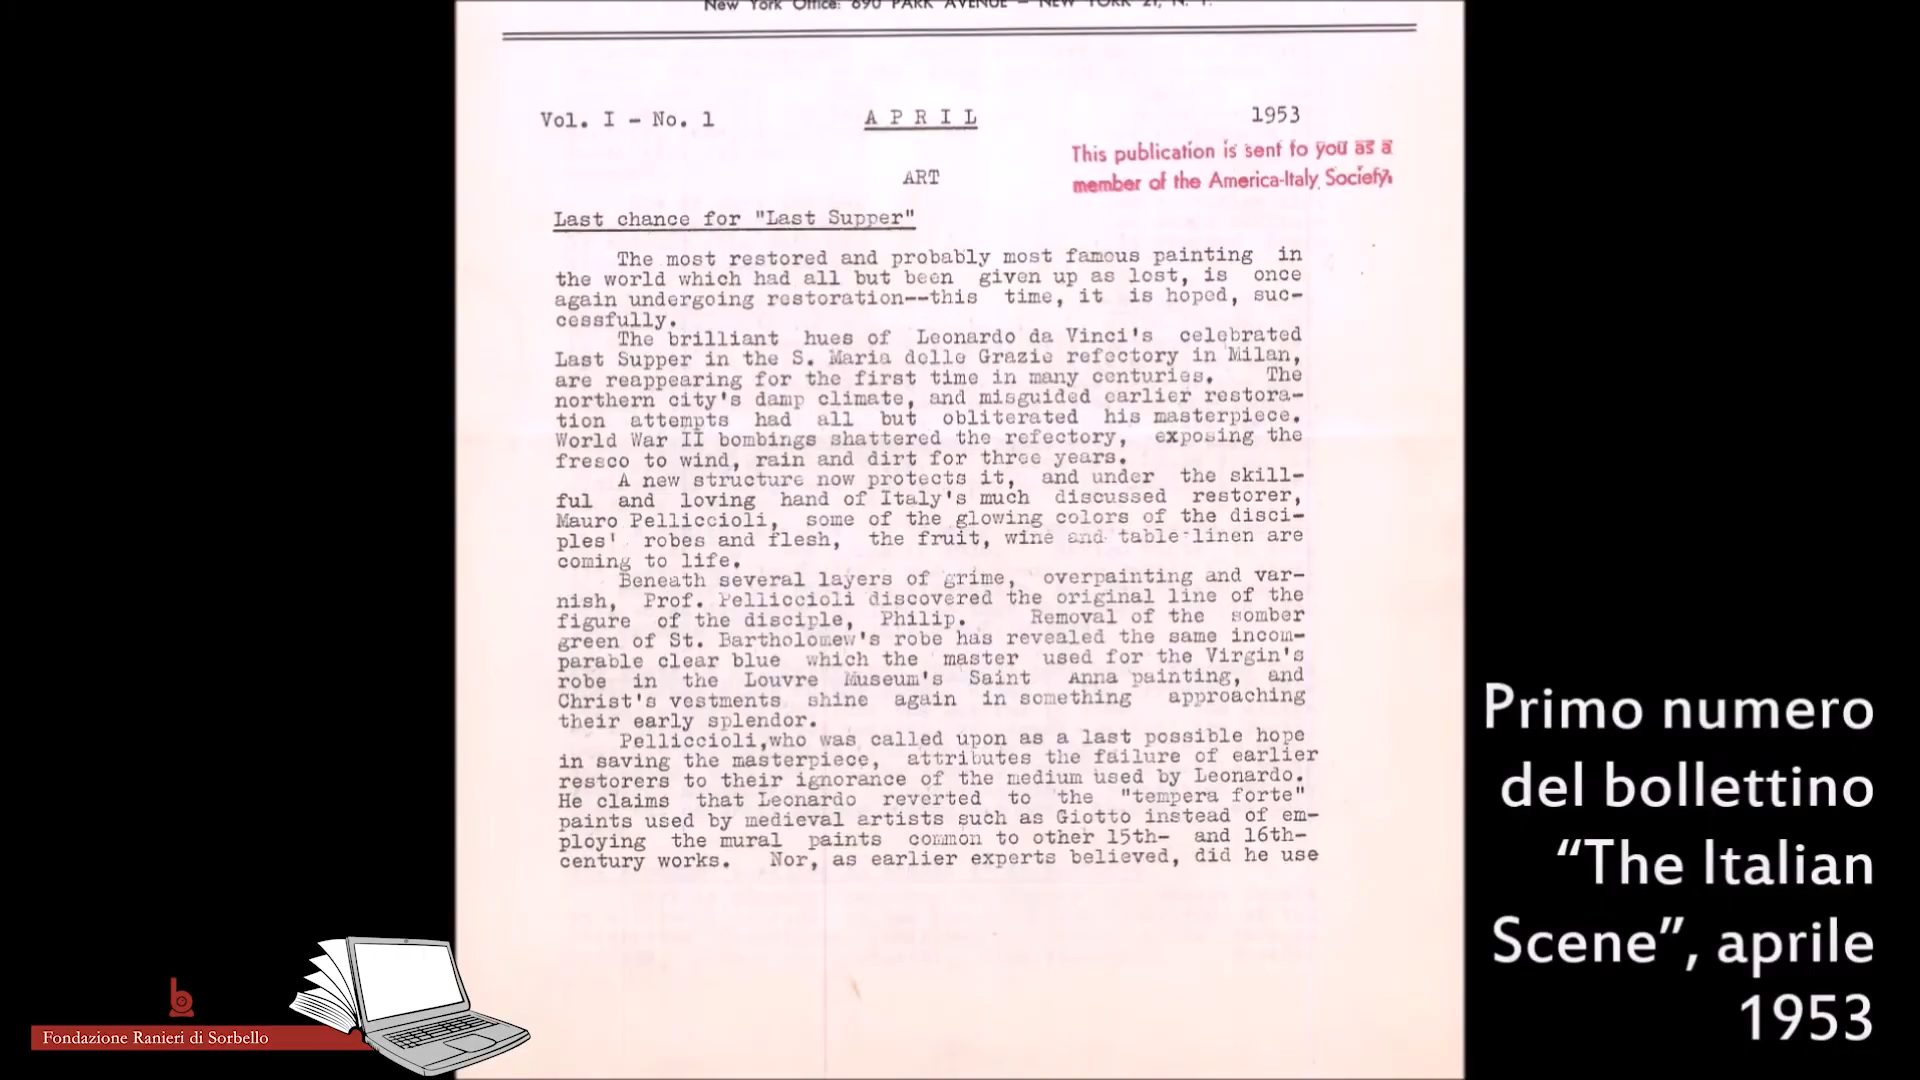 New York Office: 690 PARK AVENUE — NEW YORK 21, N. Y.
Vol. I - No. 1
A P R I L
1953
This publication is sent to you as a
member of the America-Italy Society.
ART
Last chance for "Last Supper"
The most restored and probably most famous painting in
the world which had all but been given up as lost, is once
again undergoing restoration--this time, it is hoped, suc-
cessfully.
The brilliant hues of Leonardo da Vinci's celebrated
Last Supper in the S. Maria delle Grazie refectory in Milan,
are reappearing for the first time in many centuries. The
northern city's damp climate, and misguided earlier restora-
tion attempts had all but obliterated his masterpiece.
World War II bombings shattered the refectory, exposing the
fresco to wind, rain and dirt for three years.
A new structure now protects it, and under the skill-
ful and loving hand of Italy's much discussed restorer,
Mauro Pelliccioli, some of the glowing colors of the disci-
ples' robes and flesh, the fruit, wine and table-linen are
coming to life.
Beneath several layers of grime, overpainting and var-
nish, Prof. Pelliccioli discovered the original line of the
figure of the disciple, Philip. Removal of the somber
green of St. Bartholomew's robe has revealed the same incom-
parable clear blue which the master used for the Virgin's
robe in the Louvre Museum's Saint Anna painting, and
Christ's vestments shine again in something approaching
their early splendor.
Pelliccioli,who was called upon as a last possible hope
in saving the masterpiece, attributes the failure of earlier
restorers to their ignorance of the medium used by Leonardo.
He claims that Leonardo reverted to the "tempera forte"
paints used by medieval artists such as Giotto instead of em-
ploying the mural paints common to other 15th- and 16th-
century works. Nor, as earlier experts believed, did he use
Primo numero
del bollettino
“The Italian
Scene”, aprile
1953
Fondazione Ranieri di Sorbello